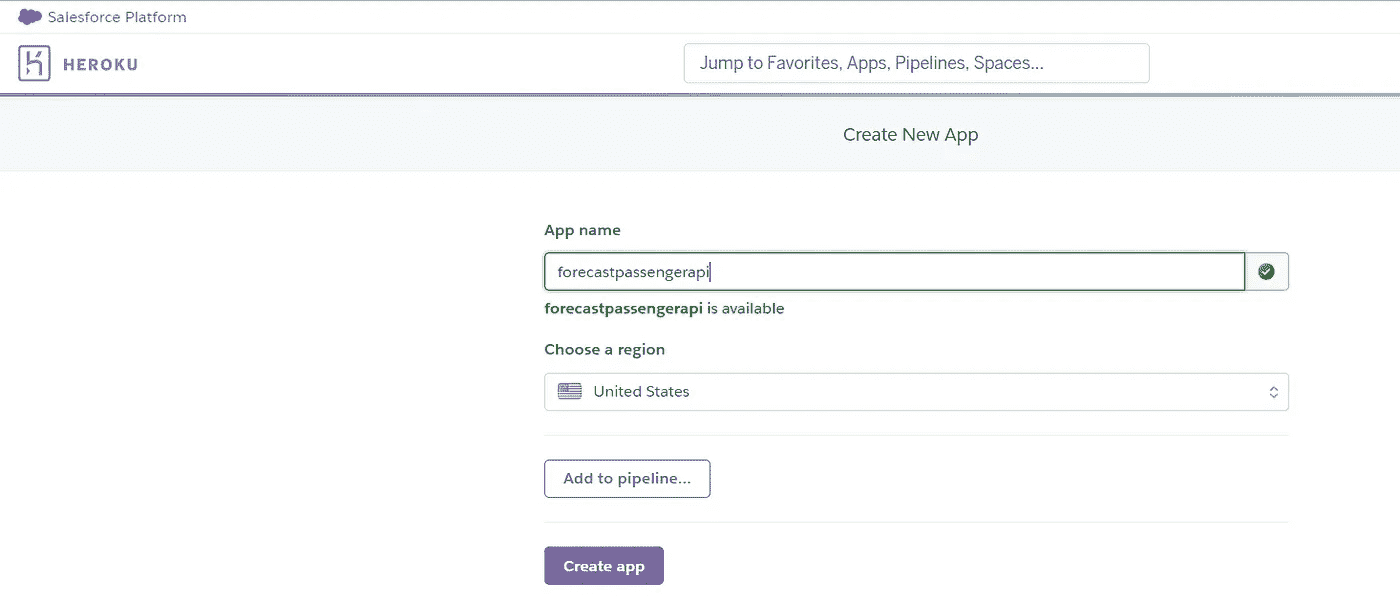 Salesforce Platform
HEROKU
Jump to Favorites, Apps, Pipelines, Spaces...
Create New App
App name
forecastpassengerapi
forecastpassengerapi is available
Choose a region
United States
Add to pipeline...
Create app